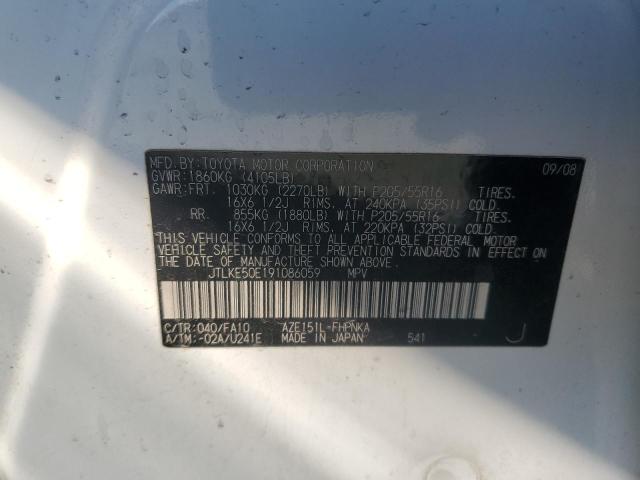 MFD.BY:TOYOTA MOTOR CORPORATION 09/08
GVWR:1860KG (4105LB)
GAWR:FRT. 1030KG (2270LB) WITH P205/55R16 TIRES.
16X6 1/2J RIMS. AT 240KPA (35PSI) COLD.
RR. 855KG (1880LB) WITH P205/55R16 TIRES.
16X6 1/2J RIMS. AT 220KPA (32PSI) COLD.
THIS VEHICLE CONFORMS TO ALL APPLICABLE FEDERAL MOTOR
VEHICLE SAFETY AND THEFT PREVENTION STANDARDS IN EFFECT ON
THE DATE OF MANUFACTURE SHOWN ABOVE.
JTLKE50E191086059 MPV
C/TR:040/FA10 AZE151L-FHPNKA
A/TM:-02A/U241E MADE IN JAPAN 541 J